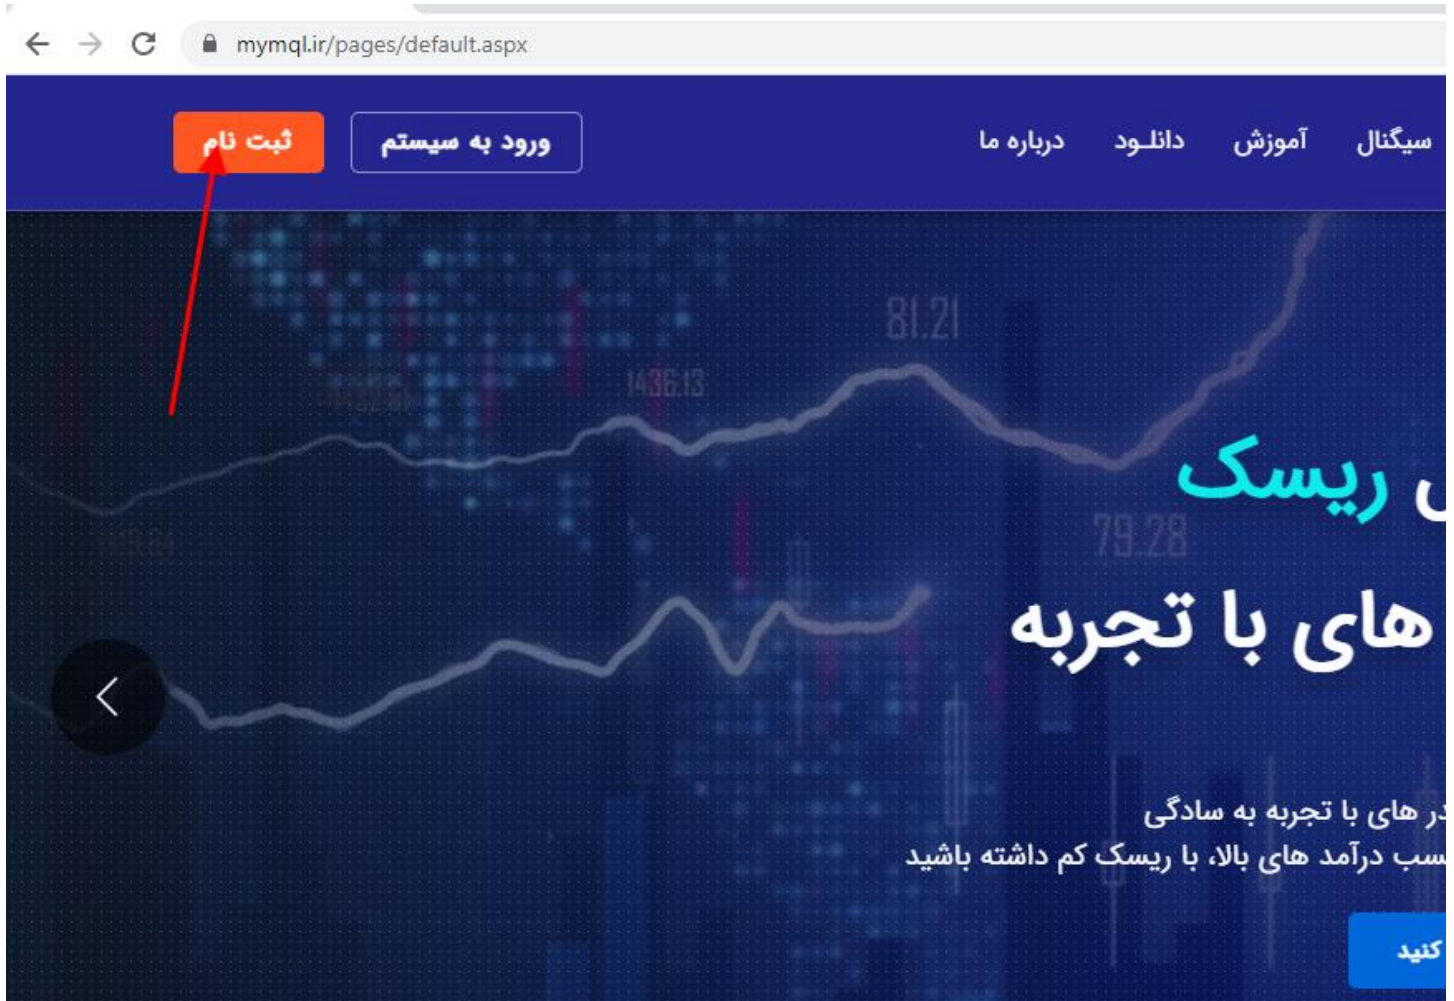 mymql.ir/pages/default.aspx
سیگنال آموزش دانلود درباره ما ورود به سیستم ثبت نام
81.21
1436.13
ریسک
79.28
های با تجربه
های با تجربه به سادگی
درآمد های بالا، با ریسک کم داشته باشید
کنید